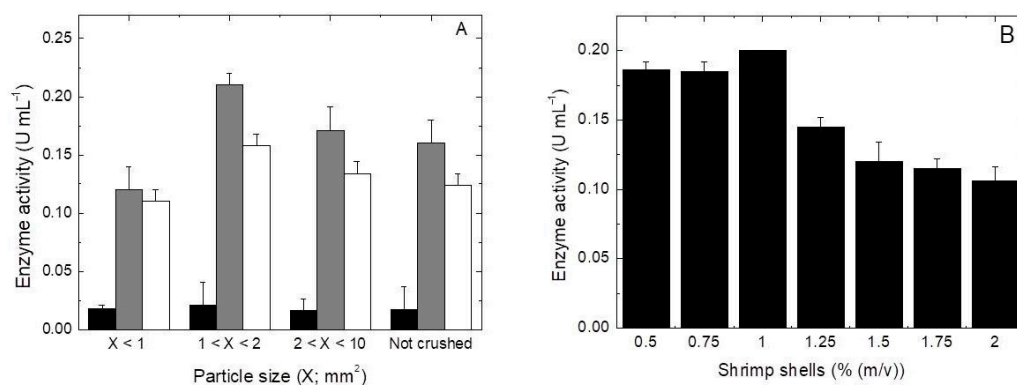 A
Enzyme activity (U mL⁻¹)
0.25
0.20
0.15
0.10
0.05
0.00
X < 1
1 < X < 2
2 < X < 10
Not crushed
Particle size (X; mm²)
B
Enzyme activity (U mL⁻¹)
0.20
0.15
0.10
0.05
0.00
0.5
0.75
1
1.25
1.5
1.75
2
Shrimp shells (% (m/v))